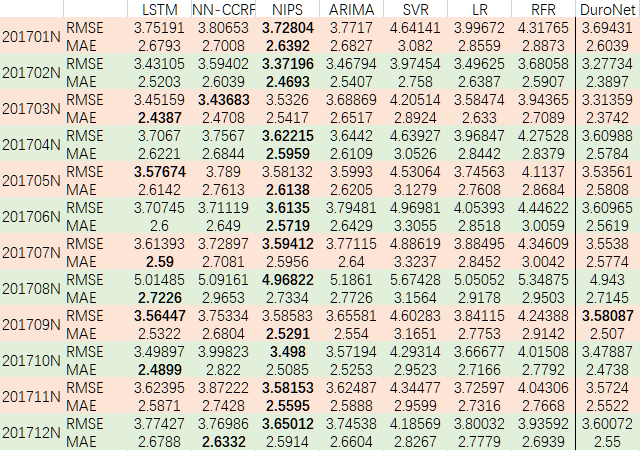 LSTM NN-CCRF NIPS ARIMA SVR LR RFR DuroNet
201701N RMSE 3.75191 3.80653 3.72804 3.7717 4.64141 3.99672 4.31765 3.69431
MAE 2.6793 2.7008 2.6392 2.6827 3.082 2.8559 2.8873 2.6039
201702N RMSE 3.43105 3.59402 3.37196 3.46794 3.97454 3.49625 3.68058 3.27734
MAE 2.5203 2.6039 2.4693 2.5407 2.758 2.6387 2.5907 2.3897
201703N RMSE 3.45159 3.43683 3.5326 3.68869 4.20514 3.58474 3.94365 3.31359
MAE 2.4387 2.4708 2.5417 2.6517 2.8924 2.633 2.7089 2.3742
201704N RMSE 3.7067 3.7567 3.62215 3.6442 4.63927 3.96847 4.27528 3.60988
MAE 2.6221 2.6844 2.5959 2.6109 3.0526 2.8442 2.8379 2.5784
201705N RMSE 3.57674 3.789 3.58132 3.5993 4.53064 3.74563 4.1137 3.53561
MAE 2.6142 2.7613 2.6138 2.6205 3.1279 2.7608 2.8684 2.5808
201706N RMSE 3.70745 3.71119 3.6135 3.79481 4.96981 4.05393 4.44622 3.60965
MAE 2.6 2.649 2.5719 2.6429 3.3055 2.8518 3.0059 2.5619
201707N RMSE 3.61393 3.72897 3.59412 3.77115 4.88619 3.88495 4.34609 3.5538
MAE 2.59 2.7081 2.5956 2.64 3.3237 2.8452 3.0042 2.5774
201708N RMSE 5.01485 5.09161 4.96822 5.1861 5.67428 5.05052 5.34875 4.943
MAE 2.7226 2.9653 2.7334 2.7726 3.1564 2.9178 2.9503 2.7145
201709N RMSE 3.56447 3.75334 3.58583 3.65581 4.60283 3.84115 4.24388 3.58087
MAE 2.5322 2.6804 2.5291 2.554 3.1651 2.7753 2.9142 2.507
201710N RMSE 3.49897 3.99823 3.498 3.57194 4.29314 3.66677 4.01508 3.47887
MAE 2.4899 2.822 2.5085 2.5253 2.9523 2.7166 2.7792 2.4738
201711N RMSE 3.62395 3.87222 3.58153 3.62487 4.34477 3.72597 4.04306 3.5724
MAE 2.5871 2.7428 2.5595 2.5888 2.9599 2.7316 2.7668 2.5522
201712N RMSE 3.77427 3.76986 3.65012 3.74538 4.18569 3.80032 3.93592 3.60072
MAE 2.6788 2.6332 2.5914 2.6604 2.8267 2.7779 2.6939 2.55